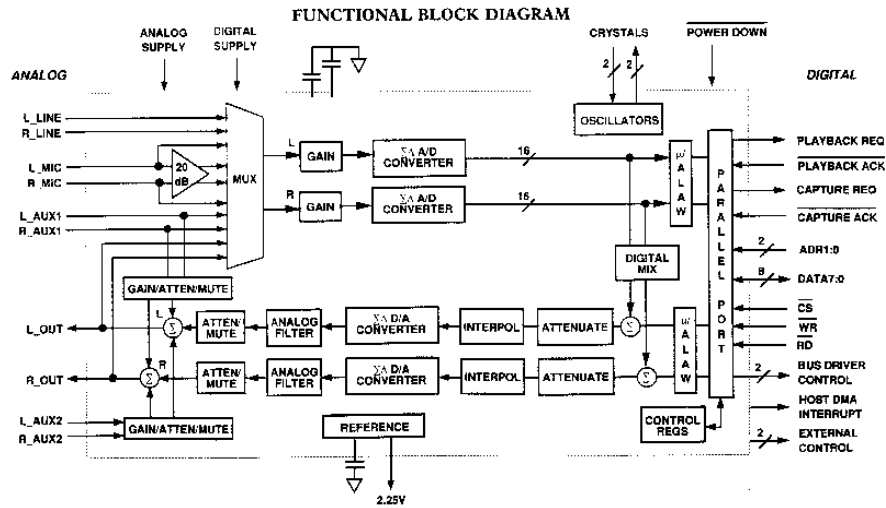 FUNCTIONAL BLOCK DIAGRAM
ANALOG SUPPLY
DIGITAL SUPPLY
CRYSTALS
POWER DOWN
ANALOG
DIGITAL
2
2
L_LINE
R_LINE
L_MIC
R_MIC
L_AUX1
R_AUX1
20 dB
MUX
L
GAIN
ΣΔ A/D CONVERTER
16
R
GAIN
ΣΔ A/D CONVERTER
16
OSCILLATORS
μ/ A LAW
PARALLEL PORT
PLAYBACK REQ
PLAYBACK ACK
CAPTURE REQ
CAPTURE ACK
2
ADR1:0
8
DATA7:0
CS
WR
RD
2
BUS DRIVER CONTROL
HOST DMA INTERRUPT
2
EXTERNAL CONTROL
DIGITAL MIX
GAIN/ATTEN/MUTE
L_OUT
Σ
L
ATTEN/ MUTE
ANALOG FILTER
ΣΔ D/A CONVERTER
INTERPOL
ATTENUATE
Σ
μ/ A LAW
R_OUT
Σ
R
ATTEN/ MUTE
ANALOG FILTER
ΣΔ D/A CONVERTER
INTERPOL
ATTENUATE
Σ
L_AUX2
R_AUX2
GAIN/ATTEN/MUTE
REFERENCE
CONTROL REGS
2.25V